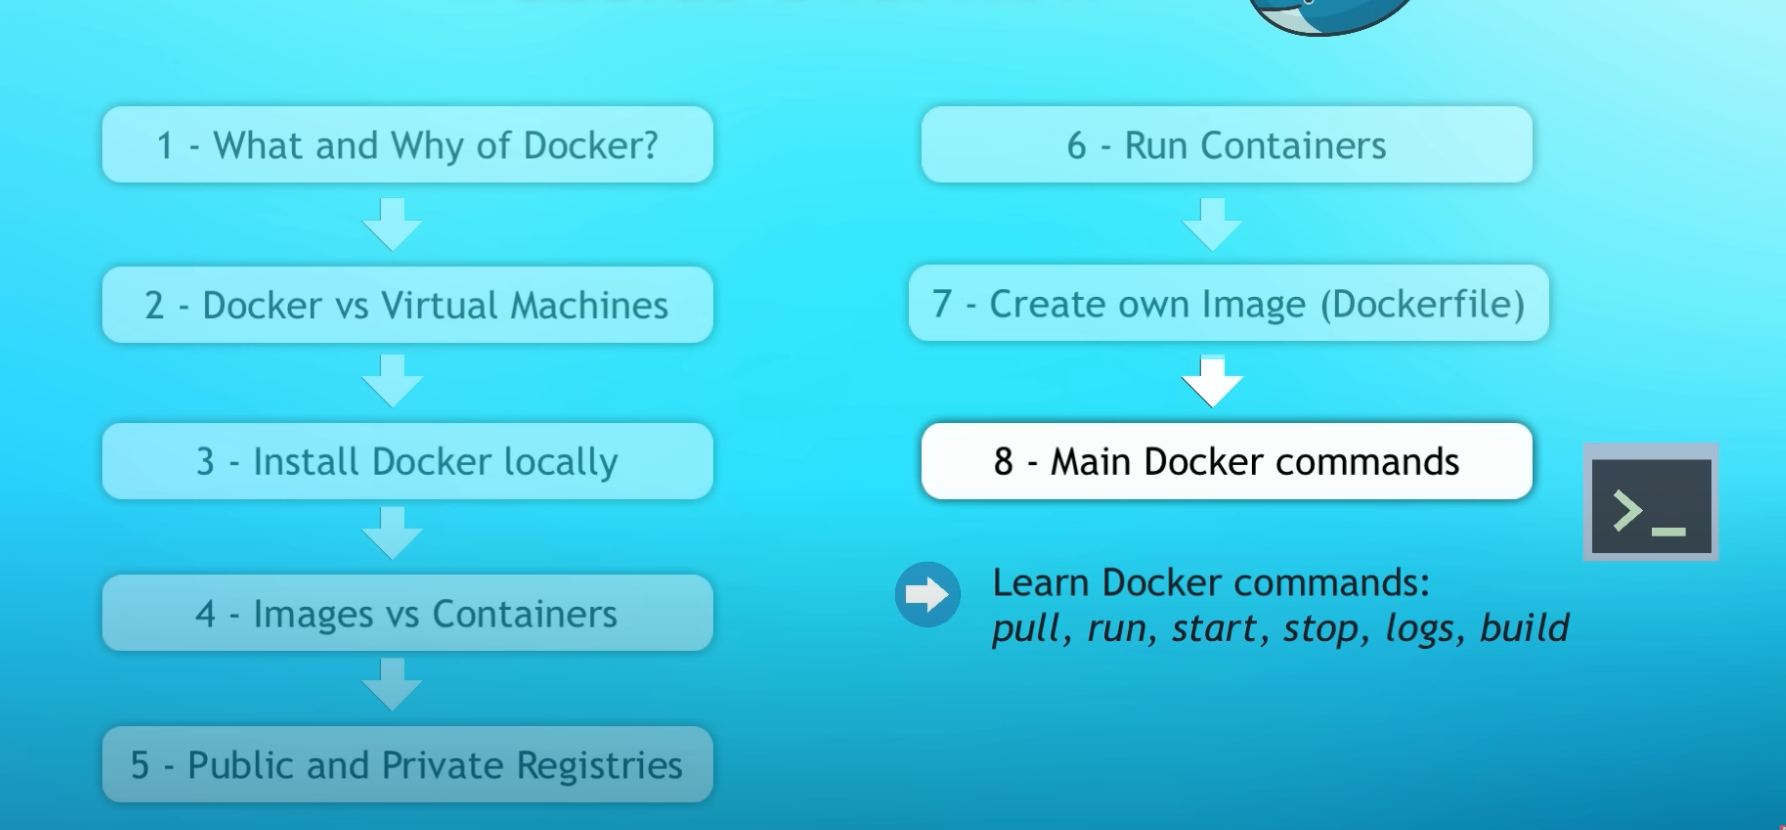 1 - What and Why of Docker?
2 - Docker vs Virtual Machines
3 - Install Docker locally
4 - Images vs Containers
5 - Public and Private Registries
6 - Run Containers
7 - Create own Image (Dockerfile)
8 - Main Docker commands
>_
Learn Docker commands:
pull, run, start, stop, logs, build